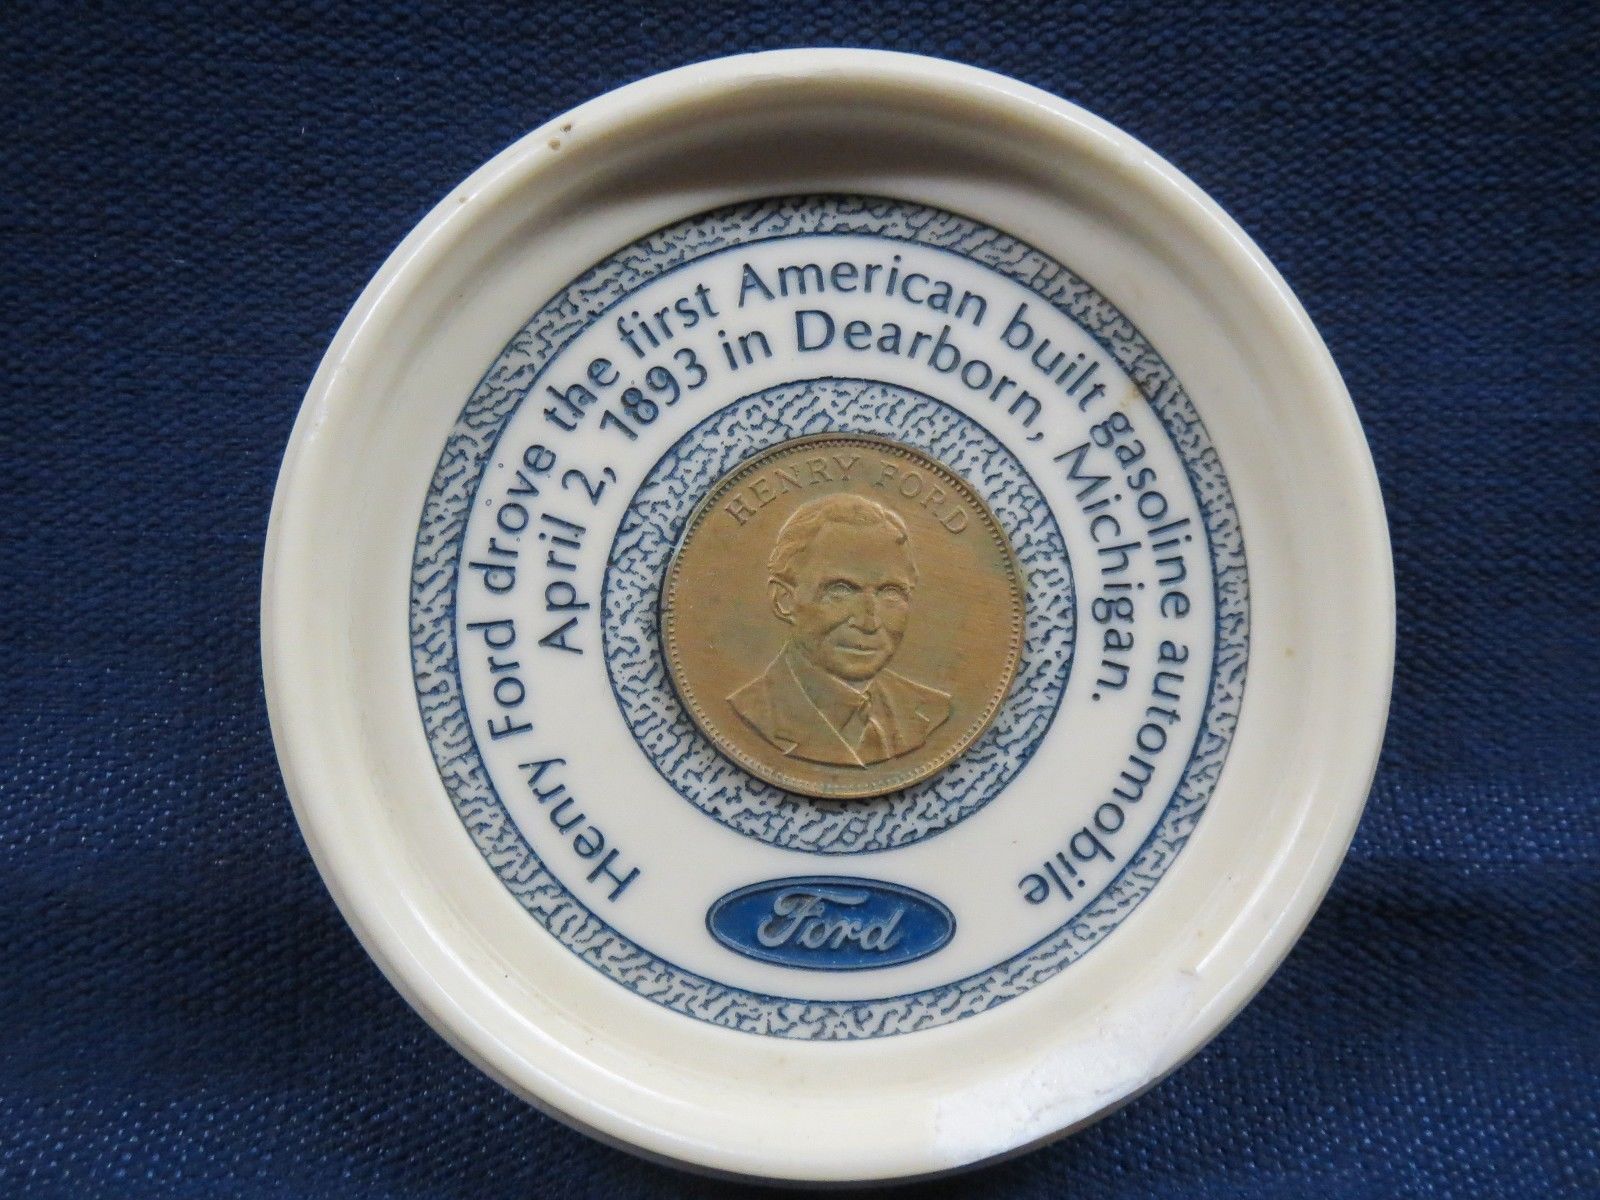 Henry Ford drove the first American built gasoline automobile
April 2, 1893 in Dearborn, Michigan.
HENRY FORD
Ford